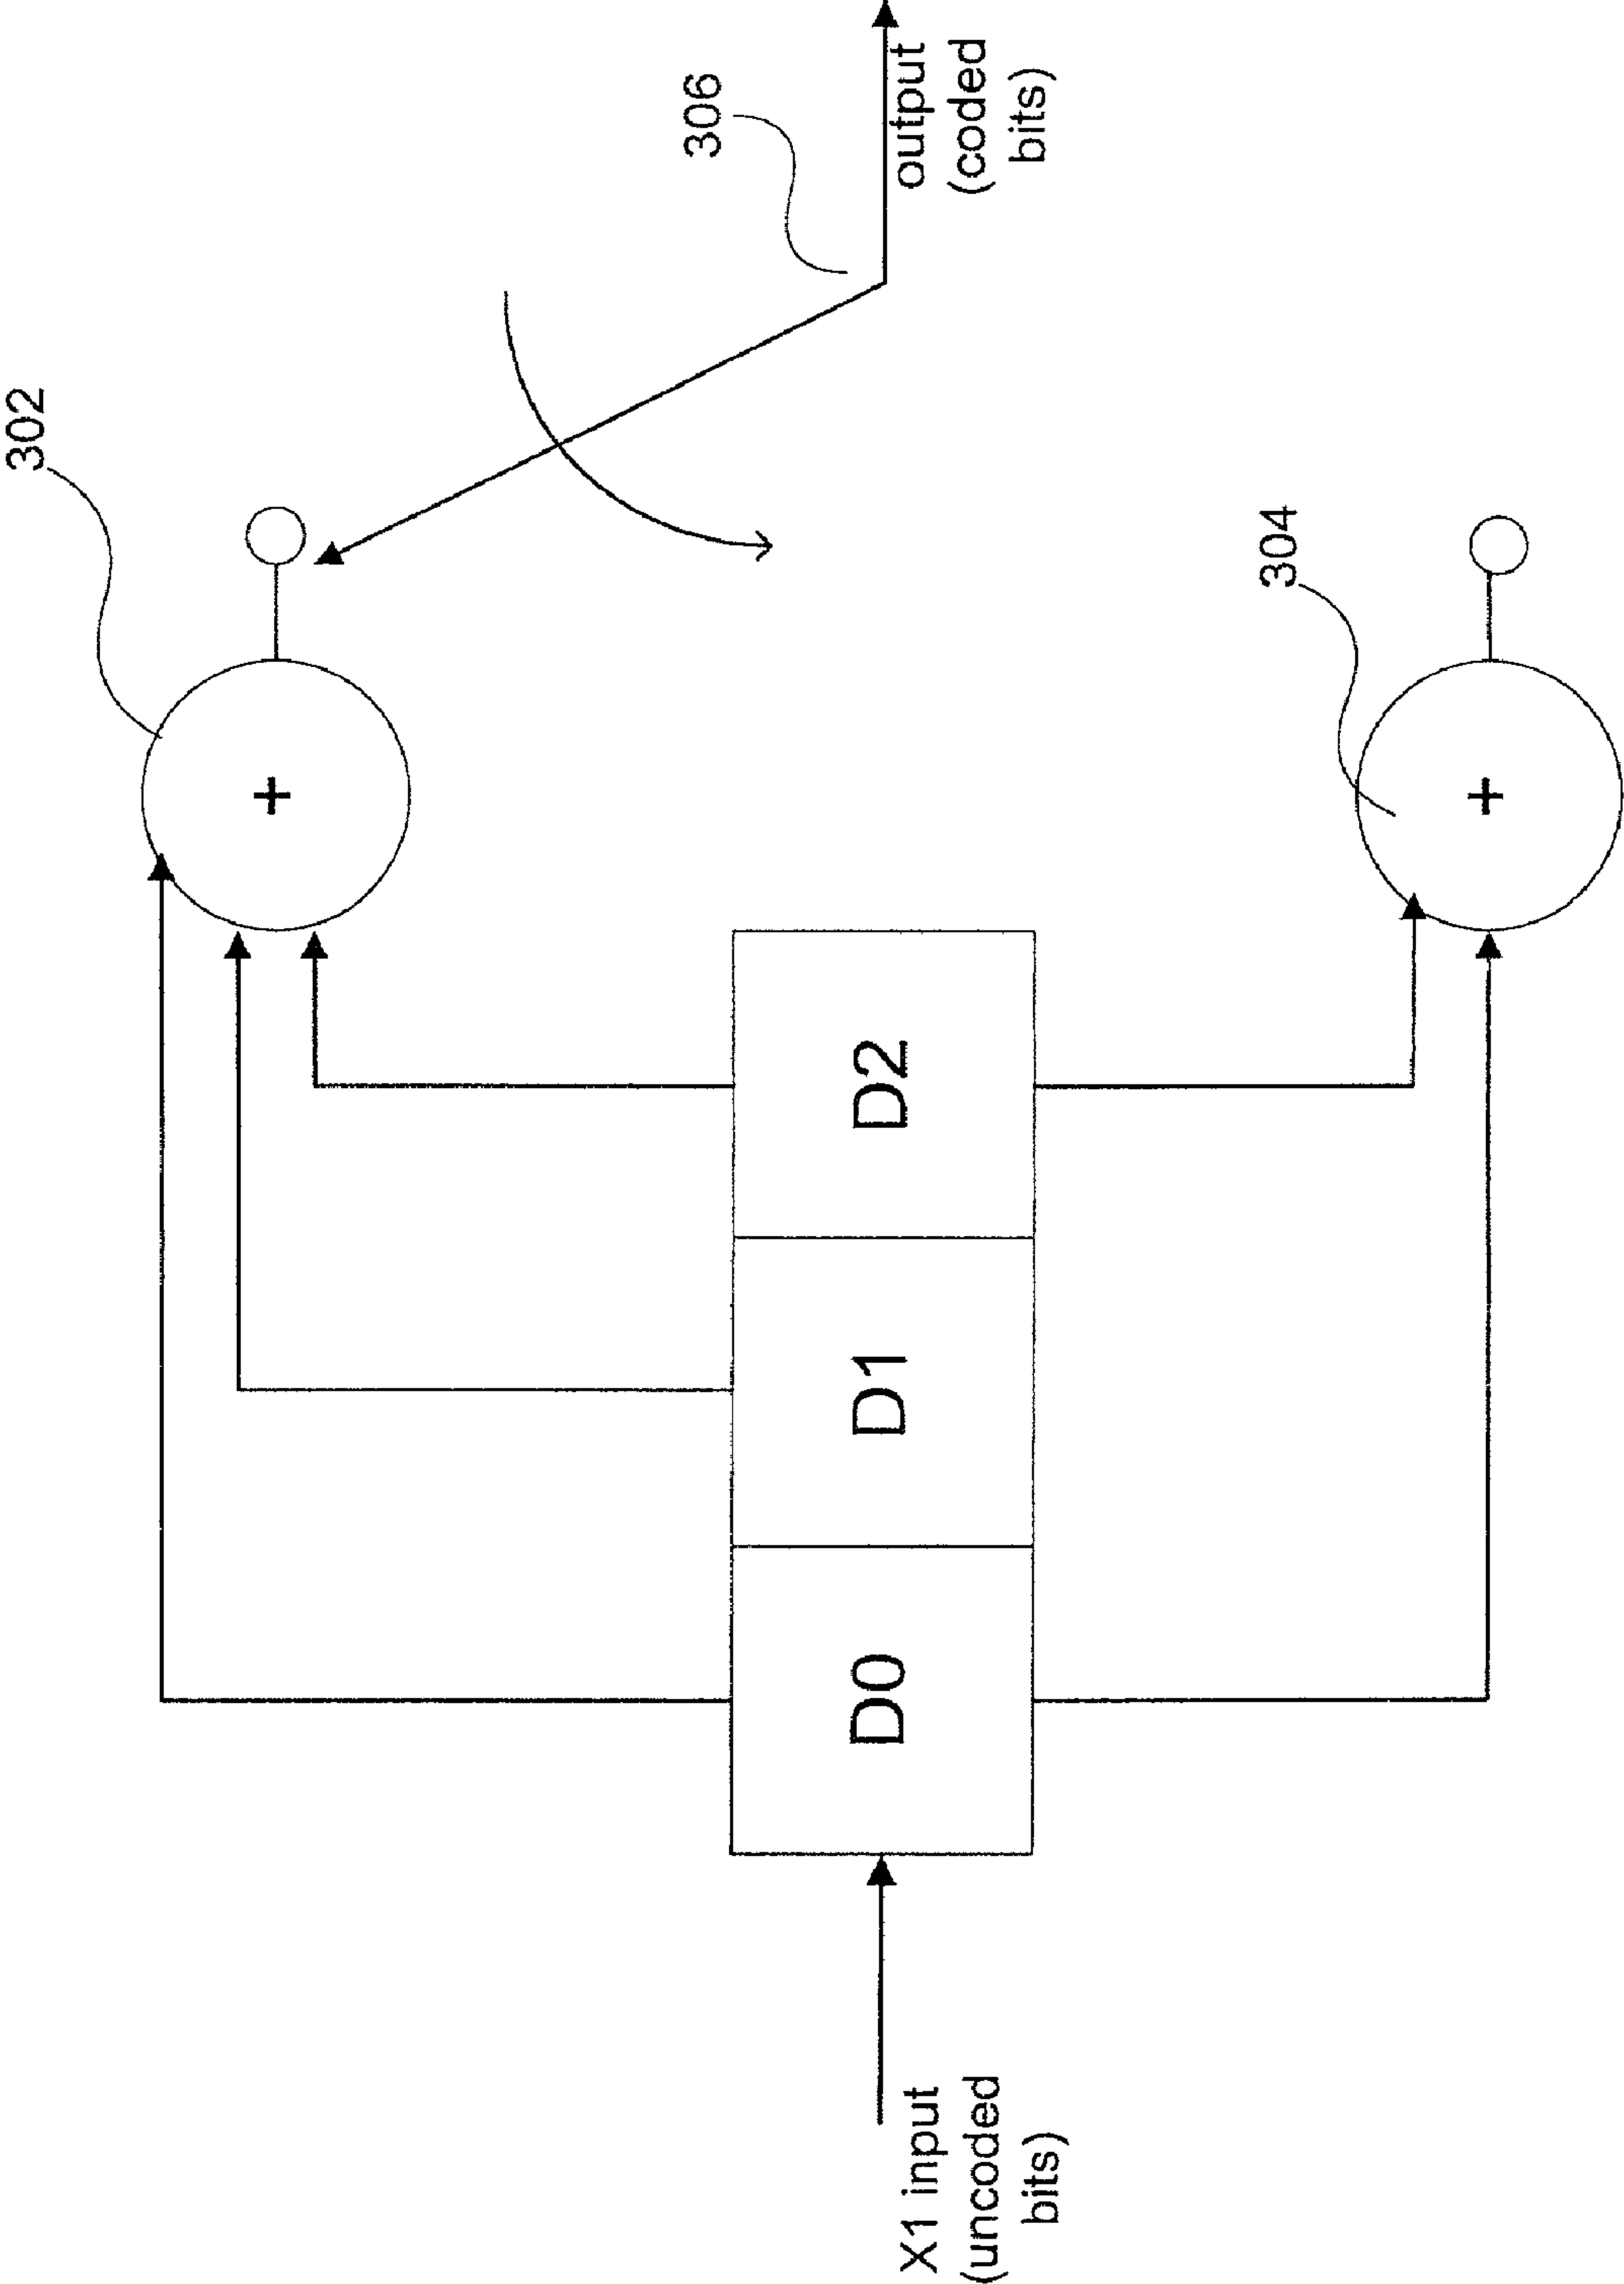 302
306
output
(coded
bits)
+
D0
D1
D2
X1 input
(uncoded
bits)
304
+